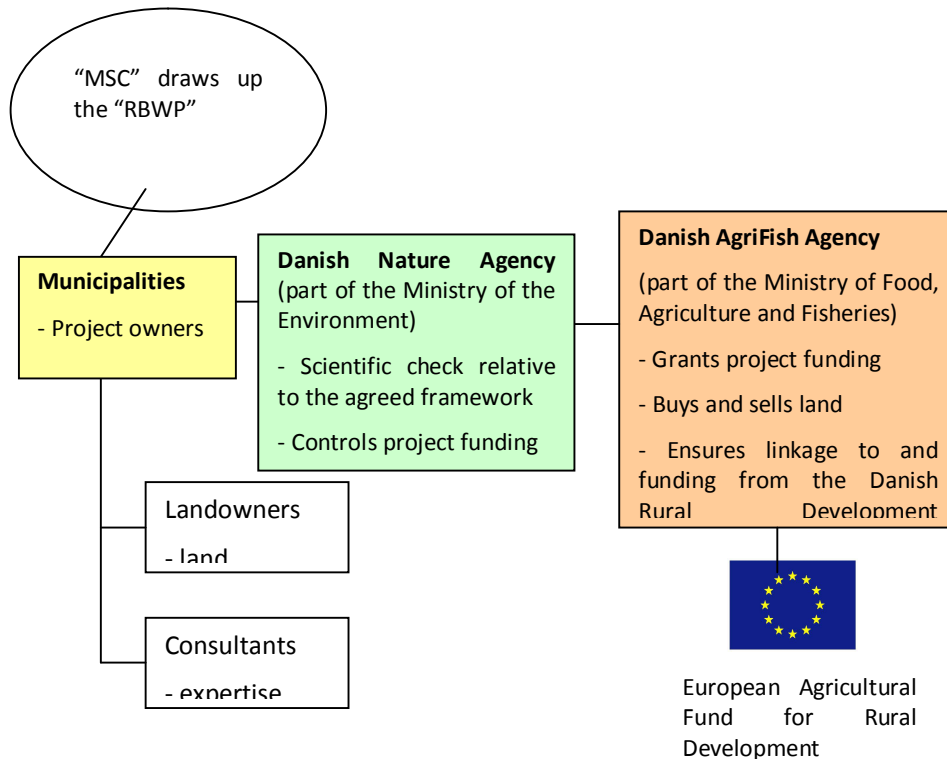 “MSC” draws up
the “RBWP”
Municipalities
- Project owners
Danish Nature Agency
(part of the Ministry of the
Environment)
- Scientific check relative
to the agreed framework
- Controls project funding
Danish AgriFish Agency
(part of the Ministry of Food,
Agriculture and Fisheries)
- Grants project funding
- Buys and sells land
- Ensures linkage to and
funding from the Danish
Rural Development
Landowners
- land
Consultants
- expertise
European Agricultural
Fund for Rural
Development